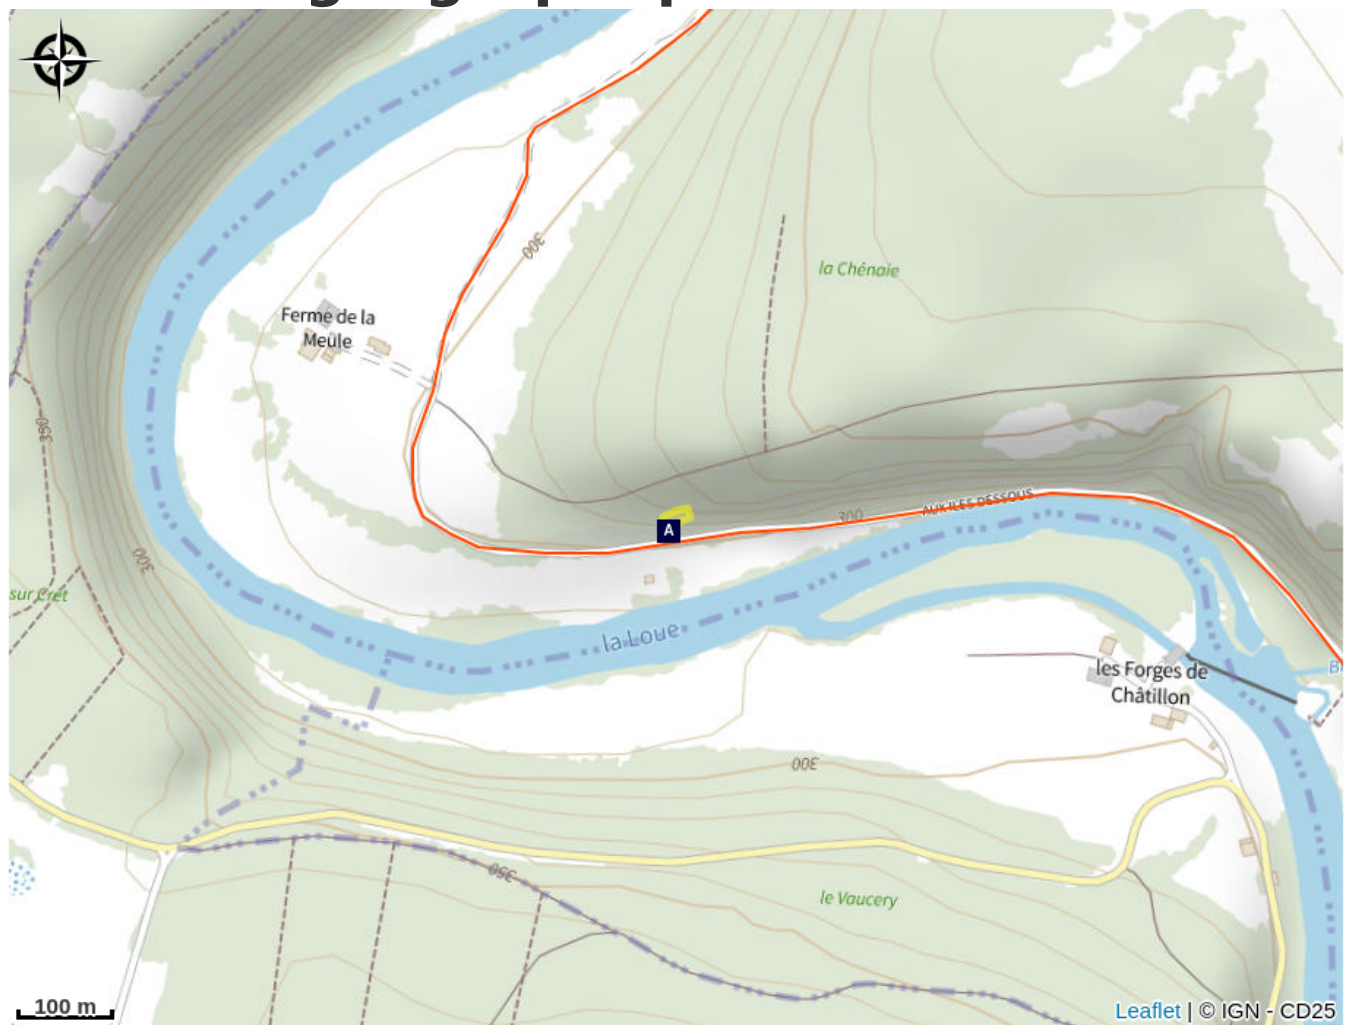 la Chênaie
300
Ferme de la
Meule
350
300
A
300
AUX ILES DESSOUS
sur Crêt
la Loue
les Forges de
Châtillon
300
350
le Vaucery
100 m
Leaflet | © IGN - CD25